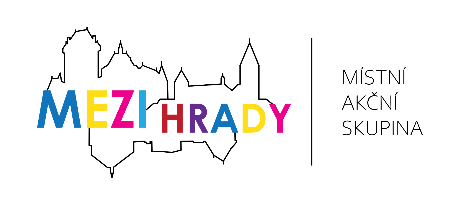 MEZI HRADY
MÍSTNÍ
AKČNÍ
SKUPINA